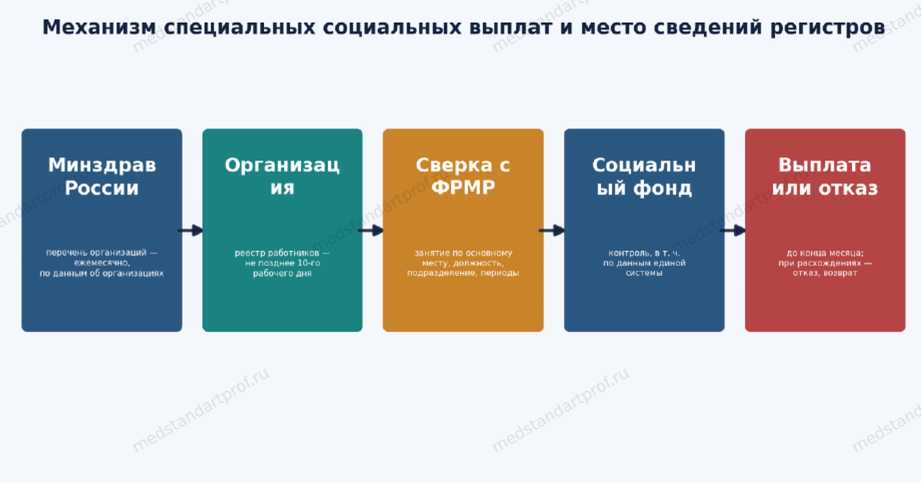 Механизм специальных социальных выплат и место сведений регистров
Минздрав
России
перечень организаций —
ежемесячно,
по данным об организациях
Организац
ия
реестр работников —
не позднее 10-го
рабочего дня
Сверка с
ФРМР
занятие по основному
месту, должность,
подразделение, периоды
Социальн
ый фонд
контроль, в т. ч.
по данным единой
системы
Выплата
или отказ
до конца месяца;
при расхождениях —
отказ, возврат
medstandartprof.ru
medstandartprof.ru